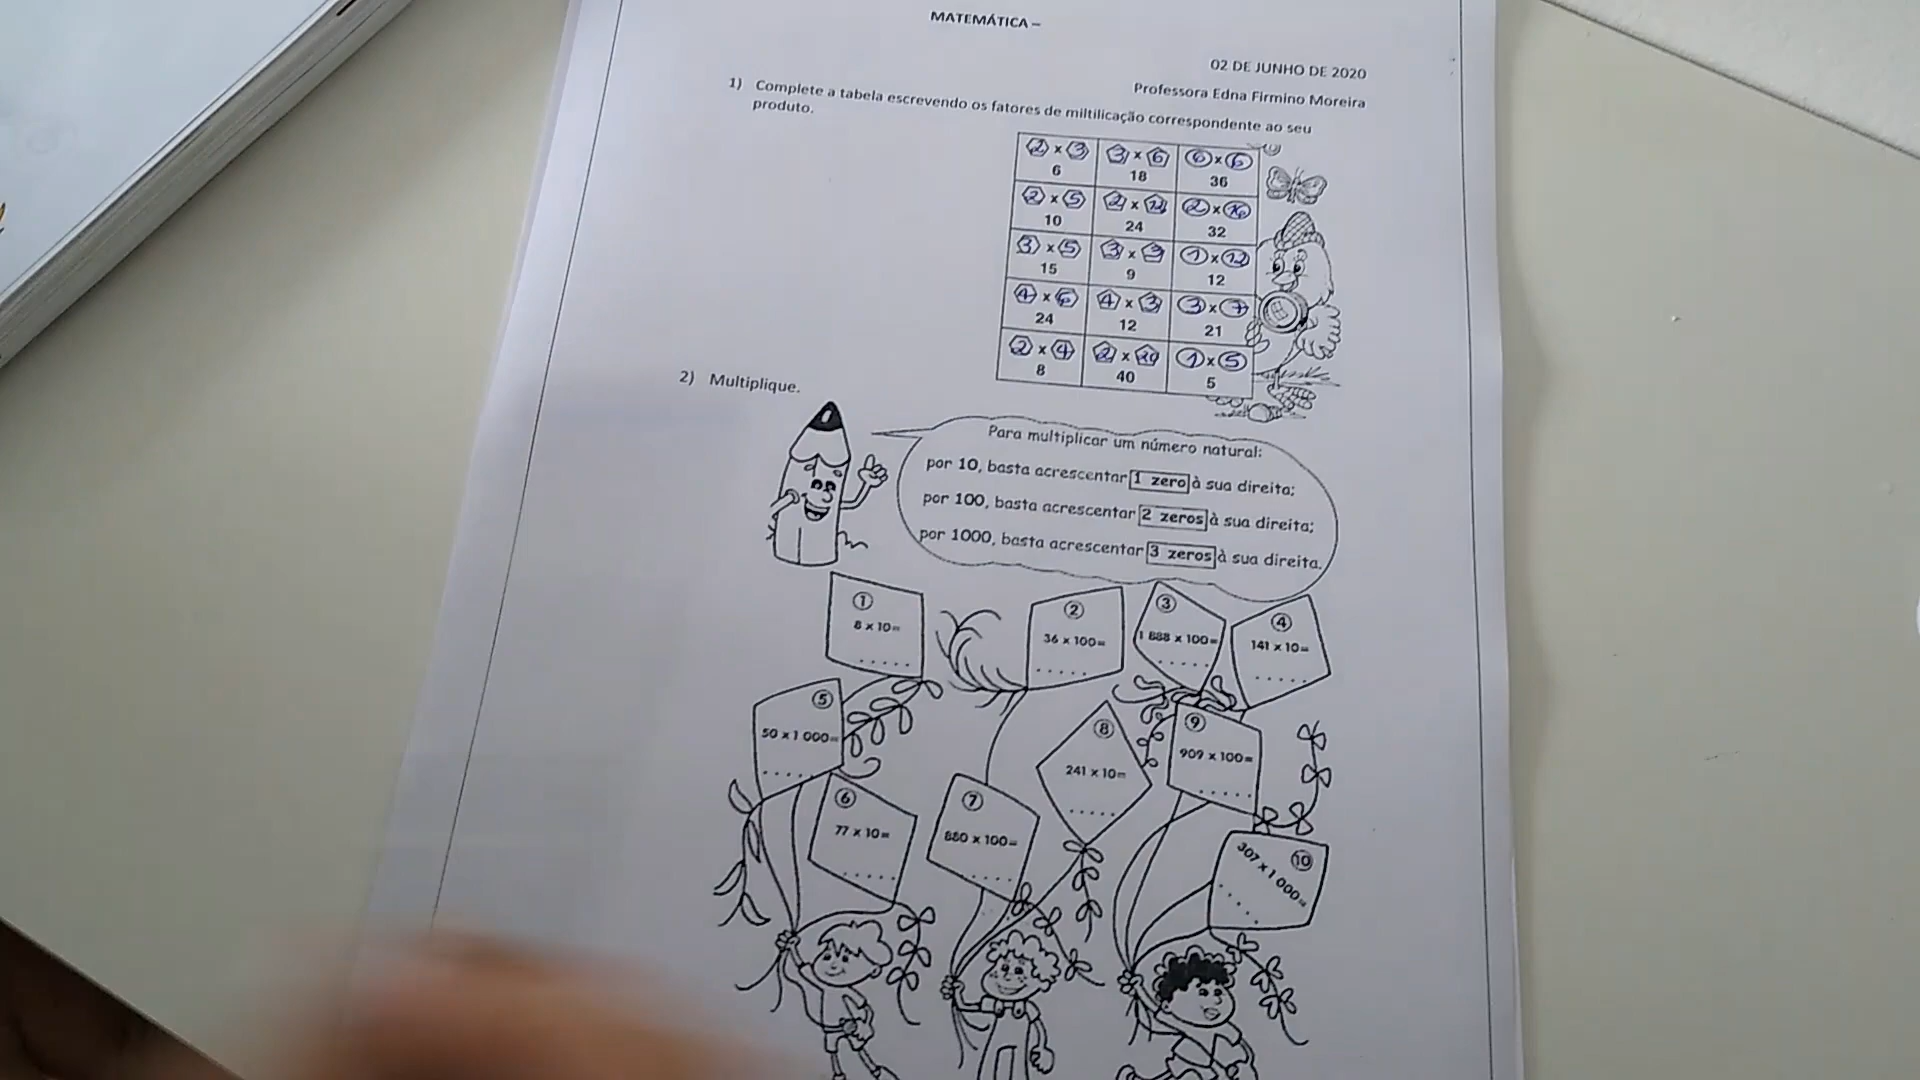 MATEMÁTICA –
02 DE JUNHO DE 2020
Professora Edna Firmino Moreira
1) Complete a tabela escrevendo os fatores de miltilicação correspondente ao seu
produto.
2 x 3 3 x 6 6 x 6
6 18 36
2 x 5 2 x 12 2 x 16
10 24 32
3 x 5 3 x 3 1 x 12
15 9 12
4 x 6 4 x 3 3 x 7
24 12 21
2 x 4 2 x 20 1 x 5
8 40 5
2) Multiplique.
Para multiplicar um número natural:
por 10, basta acrescentar 1 zero à sua direita;
por 100, basta acrescentar 2 zeros à sua direita;
por 1000, basta acrescentar 3 zeros à sua direita.
1
8 x 10=
.....
2
36 x 100=
.....
3
1 888 x 100=
.....
4
141 x 10=
.....
5
50 x 1 000=
.....
6
77 x 10=
.....
7
880 x 100=
.....
8
241 x 10=
.....
9
909 x 100=
.....
10
307 x 1 000=
.....